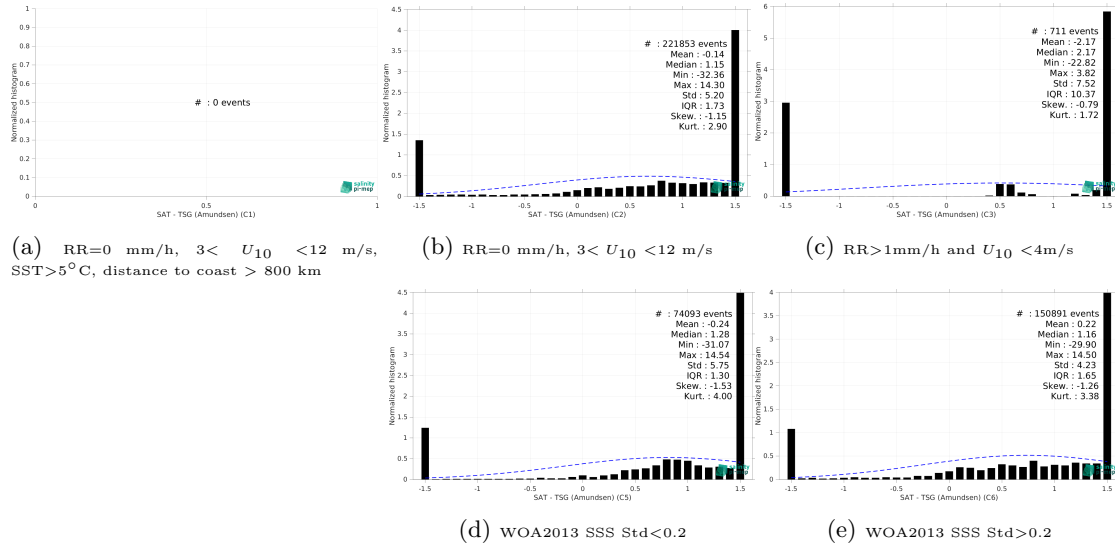 1
0.9
0.8
0.7
0.6
0.5
0.4
0.3
0.2
0.1
0
Normalized histogram
# : 0 events
salinity
pi-mep
0 0.5 1
SAT - TSG (Amundsen) (C1)
(a) RR=0 mm/h, 3< U10 <12 m/s,
SST>5°C, distance to coast > 800 km
4.5
4
3.5
3
2.5
2
1.5
1
0.5
0
Normalized histogram
# : 221853 events
Mean : -0.14
Median : 1.15
Min : -32.36
Max : 14.30
Std : 5.20
IQR : 1.73
Skew. : -1.15
Kurt. : 2.90
salinity
pi-mep
-1.5 -1 -0.5 0 0.5 1 1.5
SAT - TSG (Amundsen) (C2)
(b) RR=0 mm/h, 3< U10 <12 m/s
6
5
4
3
2
1
0
Normalized histogram
# : 711 events
Mean : -2.17
Median : 2.17
Min : -22.82
Max : 3.82
Std : 7.52
IQR : 10.37
Skew. : -0.79
Kurt. : 1.72
salinity
pi-mep
-1.5 -1 -0.5 0 0.5 1 1.5
SAT - TSG (Amundsen) (C3)
(c) RR>1mm/h and U10 <4m/s
4.5
4
3.5
3
2.5
2
1.5
1
0.5
0
Normalized histogram
# : 74093 events
Mean : -0.24
Median : 1.28
Min : -31.07
Max : 14.54
Std : 5.75
IQR : 1.30
Skew. : -1.53
Kurt. : 4.00
salinity
pi-mep
-1.5 -1 -0.5 0 0.5 1 1.5
SAT - TSG (Amundsen) (C5)
(d) WOA2013 SSS Std<0.2
4
3.5
3
2.5
2
1.5
1
0.5
0
Normalized histogram
# : 150891 events
Mean : 0.22
Median : 1.16
Min : -29.90
Max : 14.50
Std : 4.23
IQR : 1.65
Skew. : -1.26
Kurt. : 3.38
salinity
pi-mep
-1.5 -1 -0.5 0 0.5 1 1.5
SAT - TSG (Amundsen) (C6)
(e) WOA2013 SSS Std>0.2